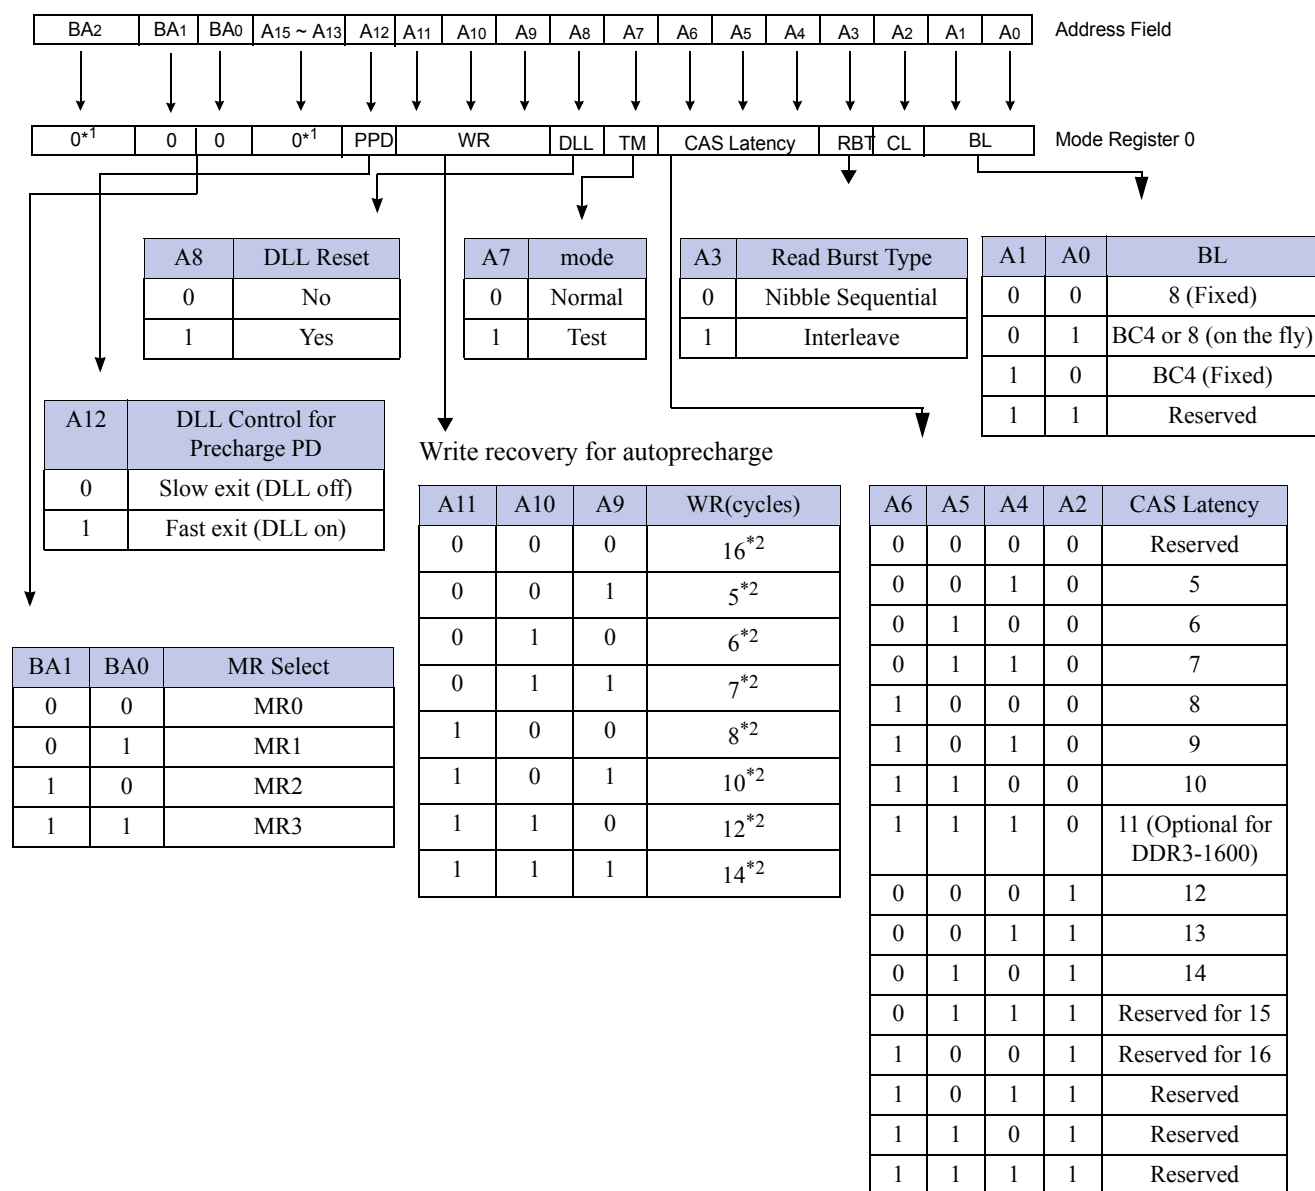 BA2 BA1 BA0 A15 ~ A13 A12 A11 A10 A9 A8 A7 A6 A5 A4 A3 A2 A1 A0 Address Field
0*1 0 0 0*1 PPD WR DLL TM CAS Latency RBT CL BL Mode Register 0
A8 DLL Reset
0 No
1 Yes
A7 mode
0 Normal
1 Test
A3 Read Burst Type
0 Nibble Sequential
1 Interleave
A1 A0 BL
0 0 8 (Fixed)
0 1 BC4 or 8 (on the fly)
1 0 BC4 (Fixed)
1 1 Reserved
A12 DLL Control for
Precharge PD
0 Slow exit (DLL off)
1 Fast exit (DLL on)
Write recovery for autoprecharge
A11 A10 A9 WR(cycles)
0 0 0 16*2
0 0 1 5*2
0 1 0 6*2
0 1 1 7*2
1 0 0 8*2
1 0 1 10*2
1 1 0 12*2
1 1 1 14*2
A6 A5 A4 A2 CAS Latency
0 0 0 0 Reserved
0 0 1 0 5
0 1 0 0 6
0 1 1 0 7
1 0 0 0 8
1 0 1 0 9
1 1 0 0 10
1 1 1 0 11 (Optional for
DDR3-1600)
0 0 0 1 12
0 0 1 1 13
0 1 0 1 14
0 1 1 1 Reserved for 15
1 0 0 1 Reserved for 16
1 0 1 1 Reserved
1 1 0 1 Reserved
1 1 1 1 Reserved
BA1 BA0 MR Select
0 0 MR0
0 1 MR1
1 0 MR2
1 1 MR3